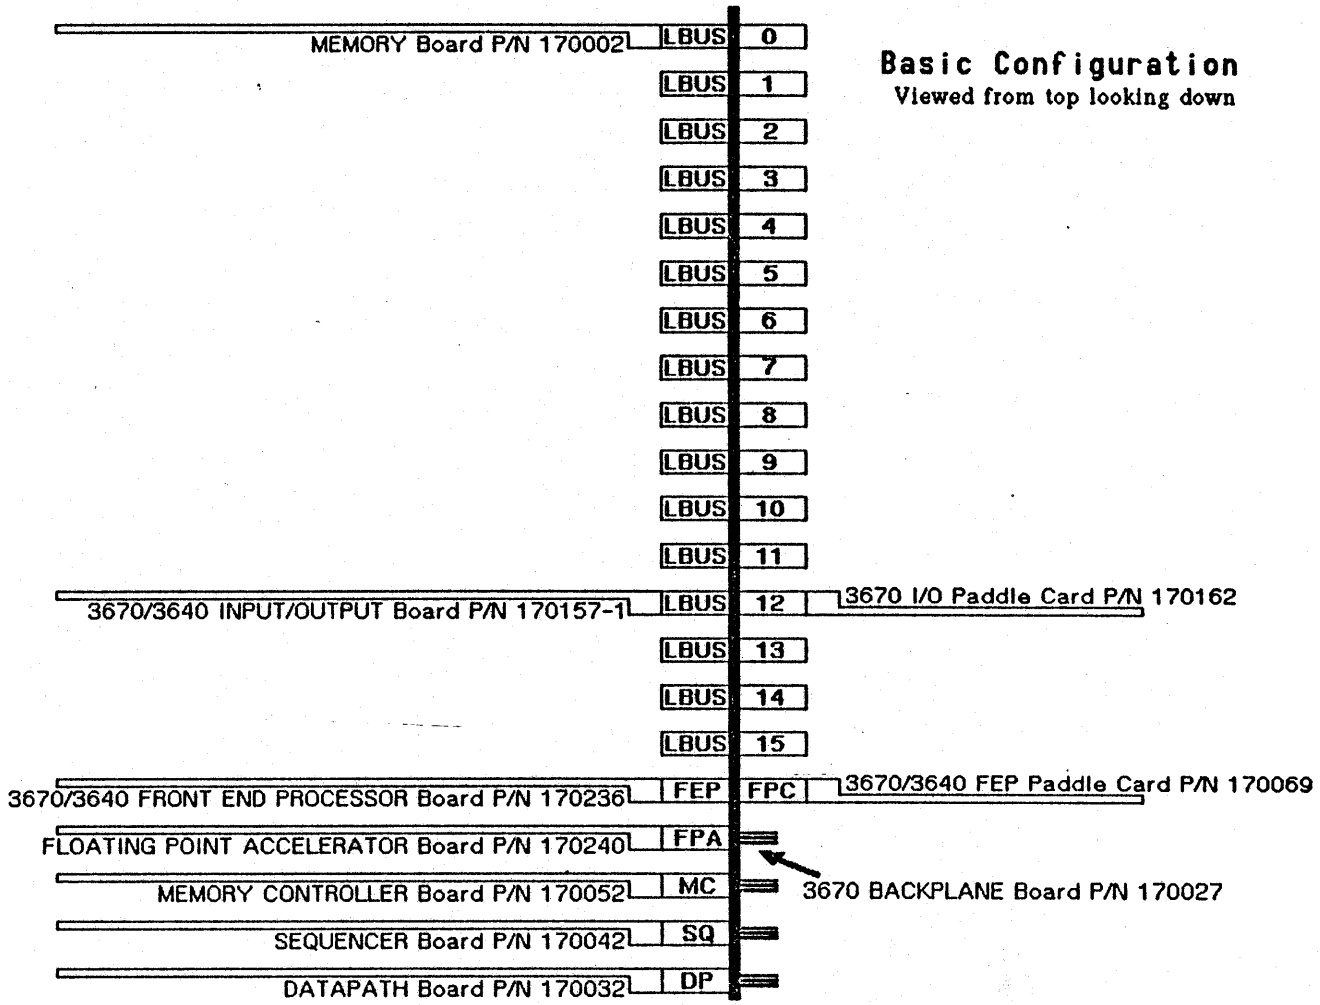 MEMORY Board P/N 170002 LBUS 0
Basic Configuration
Viewed from top looking down
LBUS 1
LBUS 2
LBUS 3
LBUS 4
LBUS 5
LBUS 6
LBUS 7
LBUS 8
LBUS 9
LBUS 10
LBUS 11
3670/3640 INPUT/OUTPUT Board P/N 170157-1 LBUS 12 3670 I/O Paddle Card P/N 170162
LBUS 13
LBUS 14
LBUS 15
3670/3640 FRONT END PROCESSOR Board P/N 170236 FEP FPC 3670/3640 FEP Paddle Card P/N 170069
FLOATING POINT ACCELERATOR Board P/N 170240 FPA
MEMORY CONTROLLER Board P/N 170052 MC 3670 BACKPLANE Board P/N 170027
SEQUENCER Board P/N 170042 SQ
DATAPATH Board P/N 170032 DP